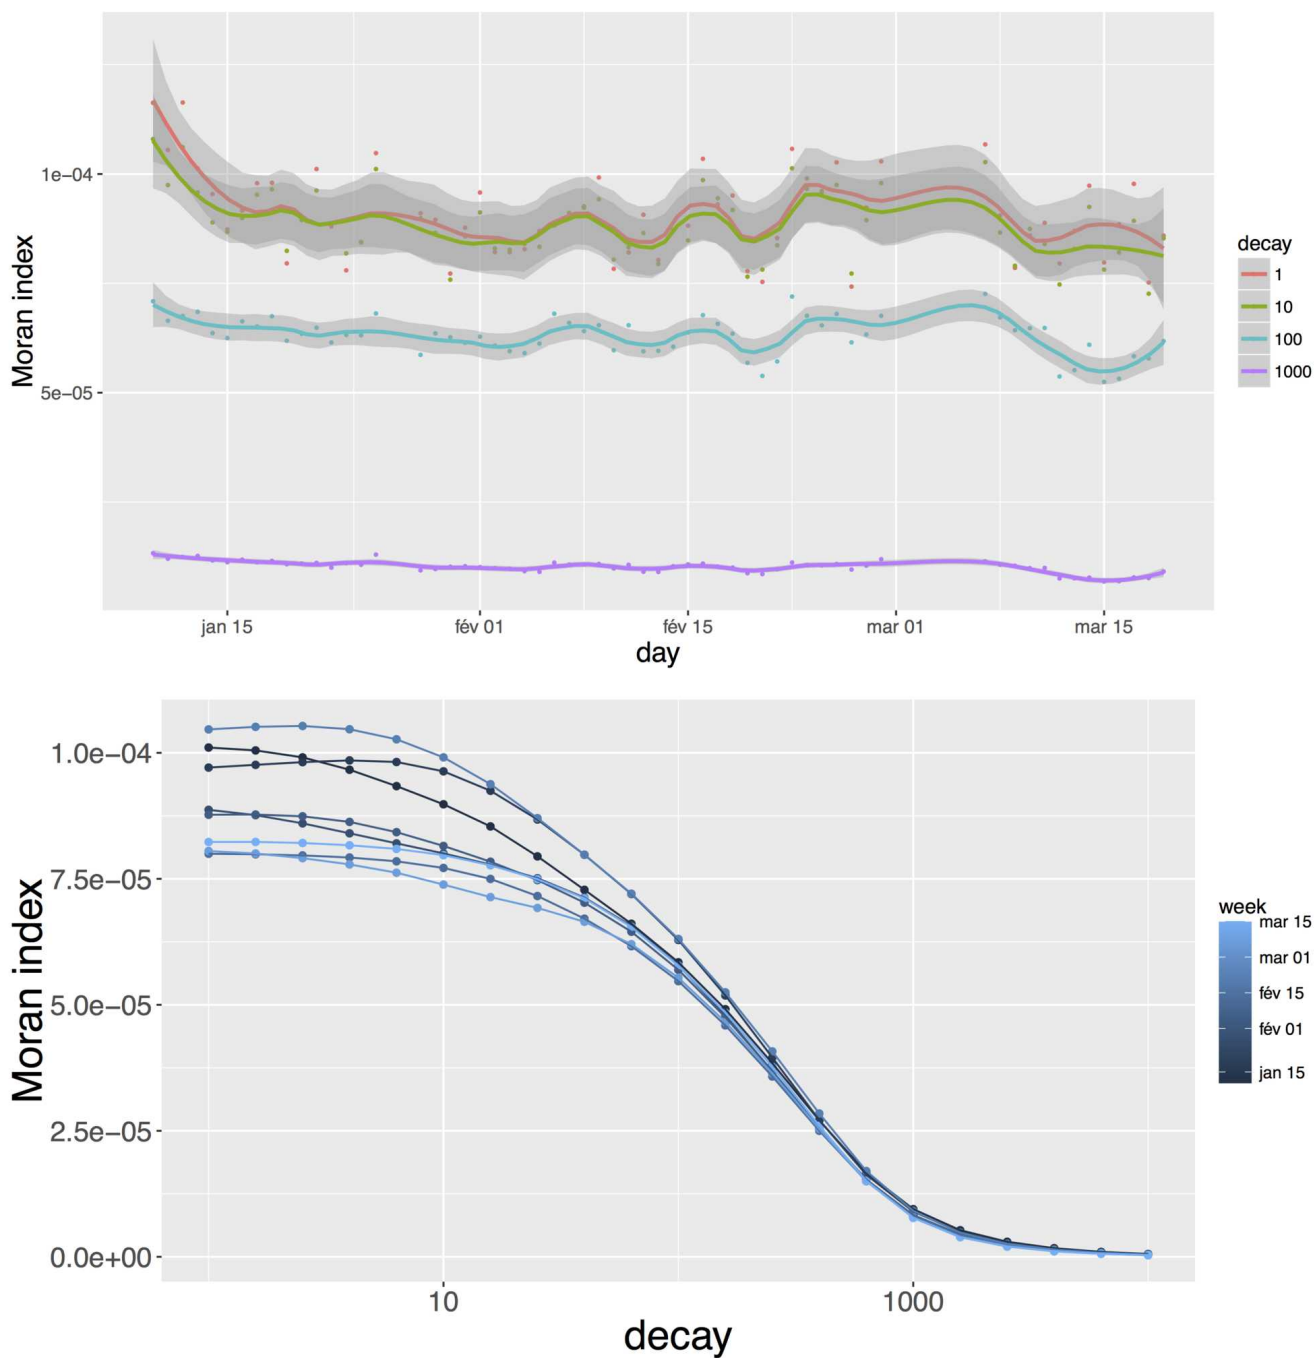 1e−04
5e−05
Moran index
jan 15
fév 01
fév 15
mar 01
mar 15
day
decay
1
10
100
1000
1.0e−04
7.5e−05
5.0e−05
2.5e−05
0.0e+00
Moran index
10
1000
decay
week
mar 15
mar 01
fév 15
fév 01
jan 15